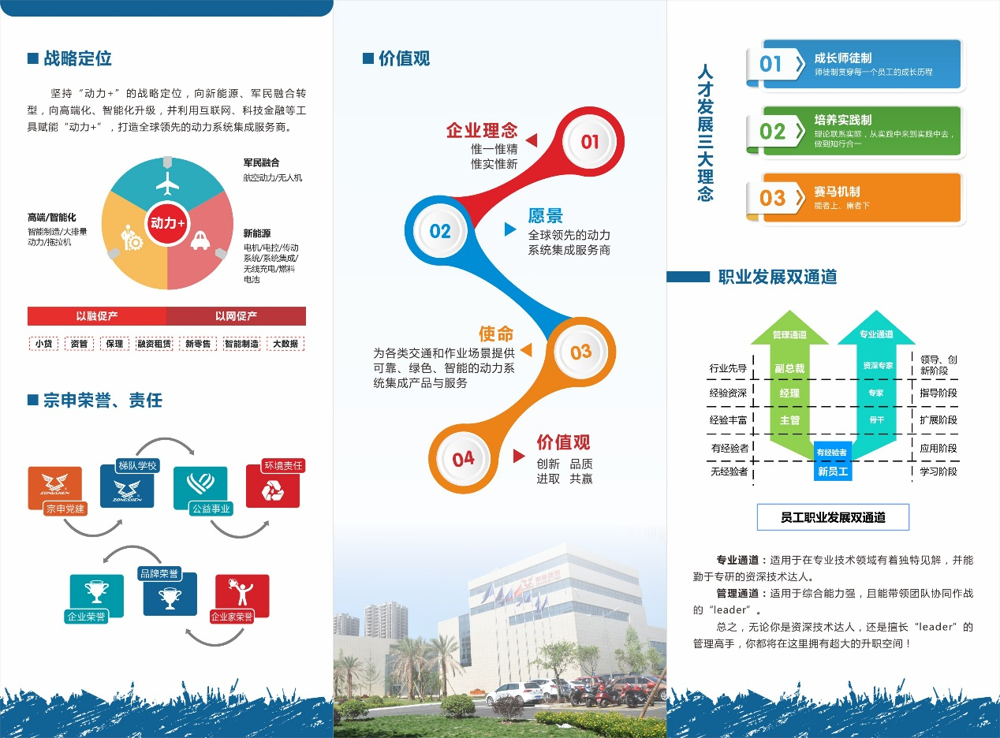 战略定位
坚持“动力+”的战略定位，向新能源、军民融合转
型，向高端化、智能化升级，并利用互联网、科技金融等工
具赋能“动力+”，打造全球领先的动力系统集成服务商。
军民融合
航空动力/无人机
高端/智能化
智能制造/大排量
动力/拖拉机
动力+
新能源
电机/电控/传动
系统/系统集成/
无线充电/燃料
电池
以融促产
以网促产
小贷
资管
保理
融资租赁
新零售
智能制造
大数据
宗申荣誉、责任
ZONGSHEN
宗申党建
梯队学校
ZONGSHEN
公益事业
环境责任
企业荣誉
品牌荣誉
企业家荣誉
价值观
01
企业理念
惟一惟精
惟实惟新
02
愿景
全球领先的动力
系统集成服务商
03
使命
为各类交通和作业场景提供
可靠、绿色、智能的动力系
统集成产品与服务
04
价值观
创新 品质
进取 共赢
人才发展三大理念
01
成长师徒制
师徒制贯穿每一个员工的成长历程
02
培养实践制
理论联系实际，从实践中来到实践中去，
做到知行合一
03
赛马机制
能者上、庸者下
职业发展双通道
管理通道
专业通道
行业先导
副总裁
资深专家
领导、创
新阶段
经验资深
经理
专家
指导阶段
经验丰富
主管
骨干
扩展阶段
有经验者
有经验者
应用阶段
无经验者
新员工
学习阶段
员工职业发展双通道
专业通道：适用于在专业技术领域有着独特见解，并能
勤于专研的资深技术达人。
管理通道：适用于综合能力强，且能带领团队协同作战
的“leader”。
总之，无论你是资深技术达人，还是擅长“leader”的
管理高手，你都将在这里拥有超大的升职空间！